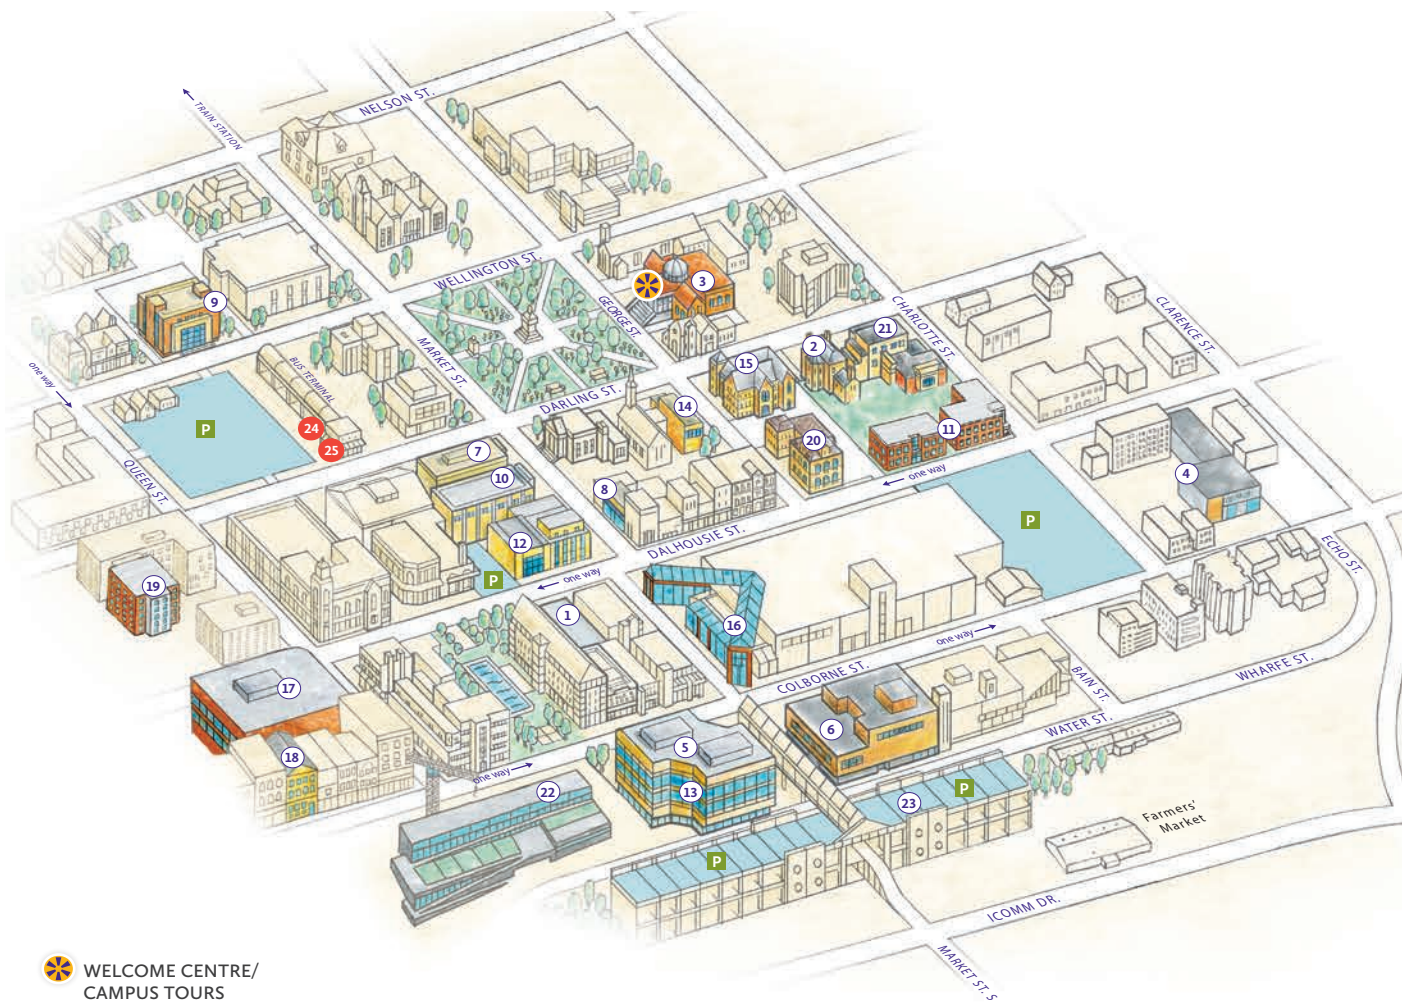 NELSON ST.
TRAIN STATION
WELLINGTON ST.
GEORGE ST.
3
9
CHARLOTTE ST.
CLARENCE ST.
21
2
15
MARKET ST.
BUS TERMINAL
one way
DARLING ST.
14
P
24
25
20
11
7
10
8
one way
4
QUEEN ST.
P
12
DALHOUSIE ST.
ECHO ST.
P
one way
19
1
16
one way
COLBORNE ST.
BAIN ST.
WHARFE ST.
17
6
WATER ST.
5
18
one way
22
13
23
P
Farmers'
Market
P
ICOMM DR.
MARKET ST. S.
WELCOME CENTRE/
CAMPUS TOURS